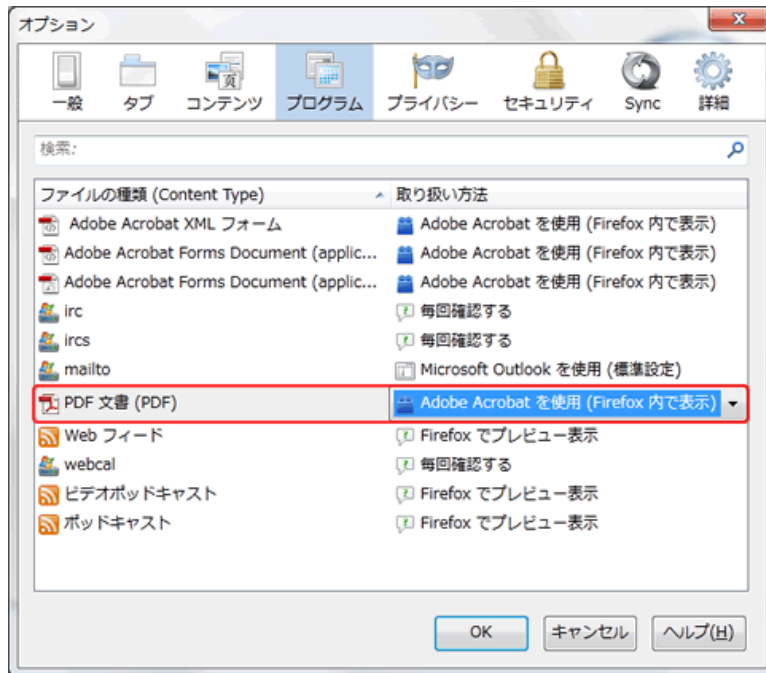 オプション
一般 タブ コンテンツ プログラム プライバシー セキュリティ Sync 詳細
検索:
ファイルの種類 (Content Type) 取り扱い方法
Adobe Acrobat XML フォーム Adobe Acrobat を使用 (Firefox 内で表示)
Adobe Acrobat Forms Document (applic... Adobe Acrobat を使用 (Firefox 内で表示)
Adobe Acrobat Forms Document (applic... Adobe Acrobat を使用 (Firefox 内で表示)
irc 毎回確認する
ircs 毎回確認する
mailto Microsoft Outlook を使用 (標準設定)
PDF 文書 (PDF) Adobe Acrobat を使用 (Firefox 内で表示)
Web フィード Firefox でプレビュー表示
webcal 毎回確認する
ビデオポッドキャスト Firefox でプレビュー表示
ポッドキャスト Firefox でプレビュー表示
OK キャンセル ヘルプ(H)